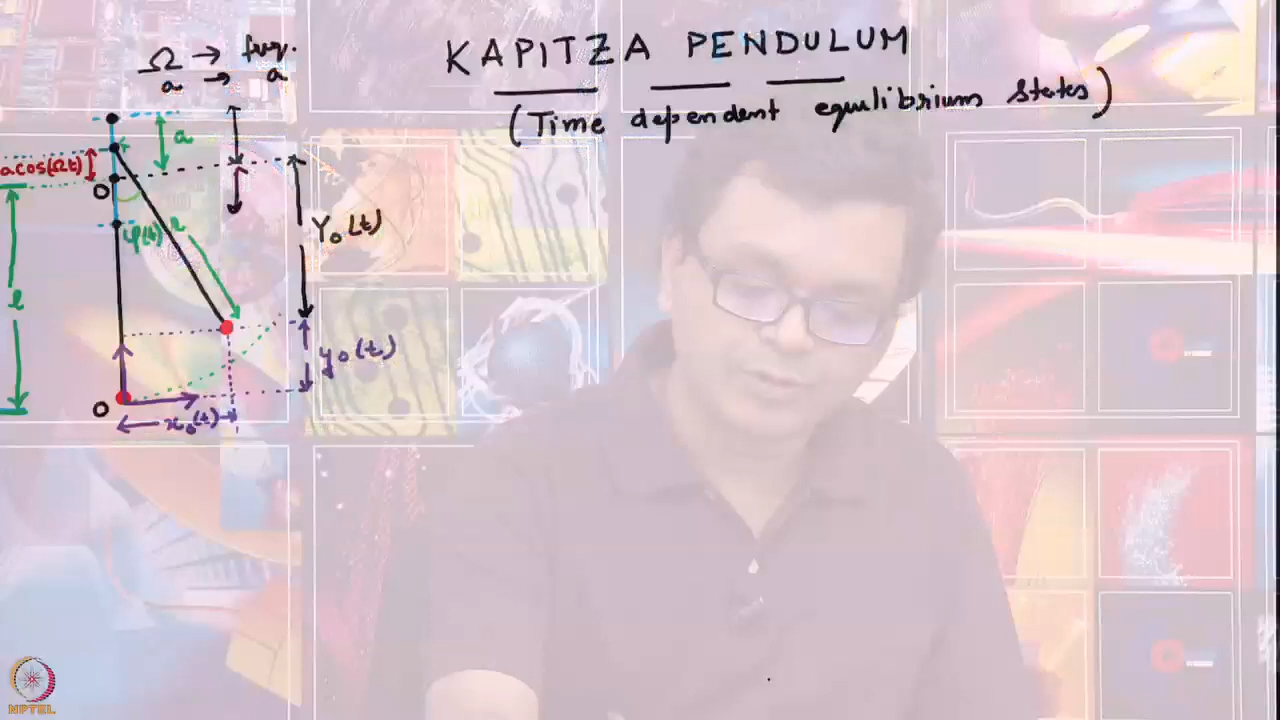 KAPITZA PENDULUM
(Time dependent equilibrium states)
Ω → freq.
a → a
a
a cos(Ωt)
O
φ(t)
l
Y₀(t)
y₀(t)
O
x₀(t)
NPTEL